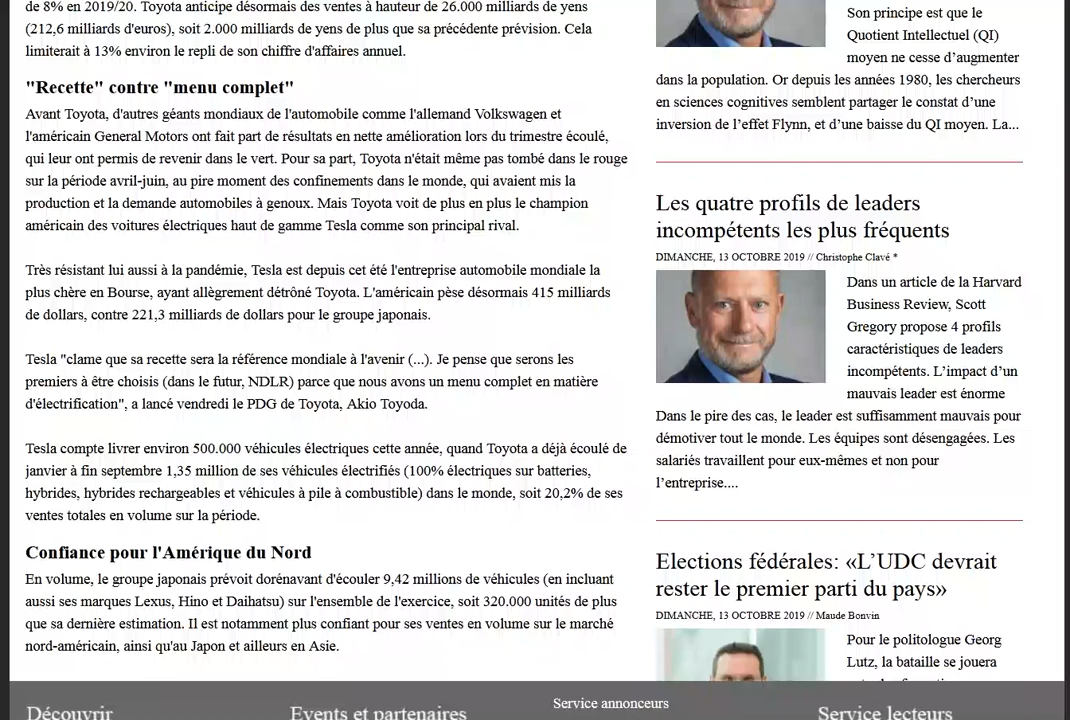 de 8% en 2019/20. Toyota anticipe désormais des ventes à hauteur de 26.000 milliards de yens
(212,6 milliards d'euros), soit 2.000 milliards de yens de plus que sa précédente prévision. Cela
limiterait à 13% environ le repli de son chiffre d'affaires annuel.
"Recette" contre "menu complet"
Avant Toyota, d'autres géants mondiaux de l'automobile comme l'allemand Volkswagen et
l'américain General Motors ont fait part de résultats en nette amélioration lors du trimestre écoulé,
qui leur ont permis de revenir dans le vert. Pour sa part, Toyota n'était même pas tombé dans le rouge
sur la période avril-juin, au pire moment des confinements dans le monde, qui avaient mis la
production et la demande automobiles à genoux. Mais Toyota voit de plus en plus le champion
américain des voitures électriques haut de gamme Tesla comme son principal rival.
Très résistant lui aussi à la pandémie, Tesla est depuis cet été l'entreprise automobile mondiale la
plus chère en Bourse, ayant allègrement détrôné Toyota. L'américain pèse désormais 415 milliards
de dollars, contre 221,3 milliards de dollars pour le groupe japonais.
Tesla "clame que sa recette sera la référence mondiale à l'avenir (...). Je pense que serons les
premiers à être choisis (dans le futur, NDLR) parce que nous avons un menu complet en matière
d'électrification", a lancé vendredi le PDG de Toyota, Akio Toyoda.
Tesla compte livrer environ 500.000 véhicules électriques cette année, quand Toyota a déjà écoulé de
janvier à fin septembre 1,35 million de ses véhicules électrifiés (100% électriques sur batteries,
hybrides, hybrides rechargeables et véhicules à pile à combustible) dans le monde, soit 20,2% de ses
ventes totales en volume sur la période.
Confiance pour l'Amérique du Nord
En volume, le groupe japonais prévoit dorénavant d'écouler 9,42 millions de véhicules (en incluant
aussi ses marques Lexus, Hino et Daihatsu) sur l'ensemble de l'exercice, soit 320.000 unités de plus
que sa dernière estimation. Il est notamment plus confiant pour ses ventes en volume sur le marché
nord-américain, ainsi qu'au Japon et ailleurs en Asie.
Son principe est que le
Quotient Intellectuel (QI)
moyen ne cesse d’augmenter
dans la population. Or depuis les années 1980, les chercheurs
en sciences cognitives semblent partager le constat d’une
inversion de l’effet Flynn, et d’une baisse du QI moyen. La...
Les quatre profils de leaders
incompétents les plus fréquents
DIMANCHE, 13 OCTOBRE 2019 // Christophe Clavé *
Dans un article de la Harvard
Business Review, Scott
Gregory propose 4 profils
caractéristiques de leaders
incompétents. L’impact d’un
mauvais leader est énorme
Dans le pire des cas, le leader est suffisamment mauvais pour
démotiver tout le monde. Les équipes sont désengagées. Les
salariés travaillent pour eux-mêmes et non pour
l’entreprise....
Elections fédérales: «L’UDC devrait
rester le premier parti du pays»
DIMANCHE, 13 OCTOBRE 2019 // Maude Bonvin
Pour le politologue Georg
Lutz, la bataille se jouera
Découvrir
Events et partenaires
Service annonceurs
Service lecteurs